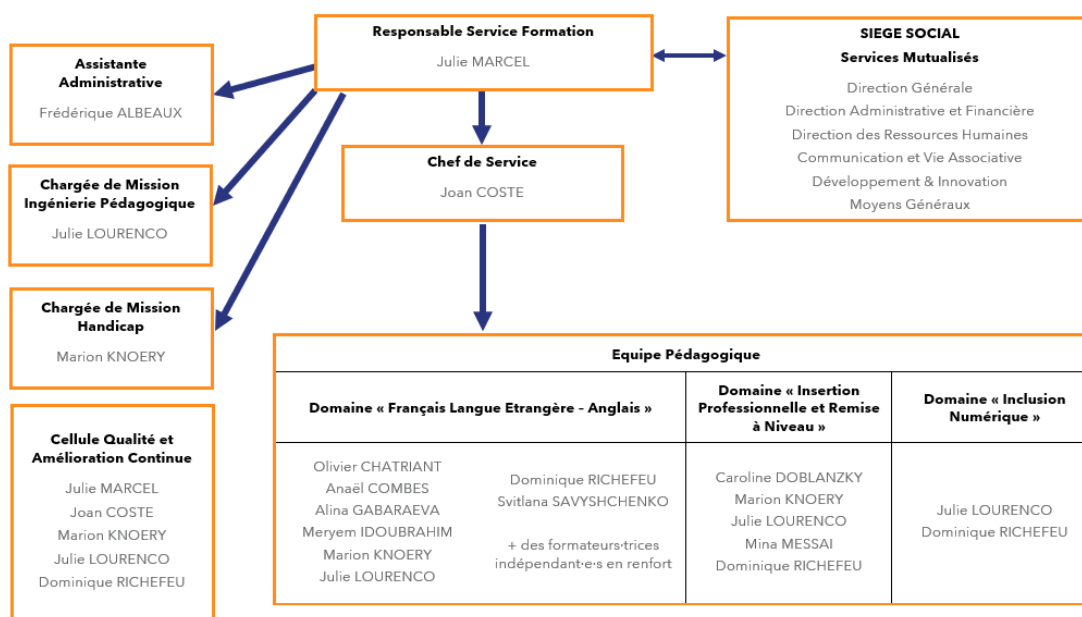 Responsable Service Formation
Julie MARCEL
SIEGE SOCIAL
Services Mutualisés
Direction Générale
Direction Administrative et Financière
Direction des Ressources Humaines
Communication et Vie Associative
Développement & Innovation
Moyens Généraux
Assistante
Administrative
Frédérique ALBEAUX
Chef de Service
Joan COSTE
Chargée de Mission
Ingénierie Pédagogique
Julie LOURENCO
Chargée de Mission
Handicap
Marion KNOERY
Cellule Qualité et
Amélioration Continue
Julie MARCEL
Joan COSTE
Marion KNOERY
Julie LOURENCO
Dominique RICHEFEU
Equipe Pédagogique
Domaine « Français Langue Etrangère – Anglais »
Olivier CHATRIANT
Anaël COMBES
Alina GABARAEVA
Meryem IDOUBRAHIM
Marion KNOERY
Julie LOURENCO
Dominique RICHEFEU
Svitlana SAVYSHCHENKO
+ des formateurs·trices
indépendant·e·s en renfort
Domaine « Insertion
Professionnelle et Remise
à Niveau »
Caroline DOBLANZKY
Marion KNOERY
Julie LOURENCO
Mina MESSAI
Dominique RICHEFEU
Domaine « Inclusion
Numérique »
Julie LOURENCO
Dominique RICHEFEU